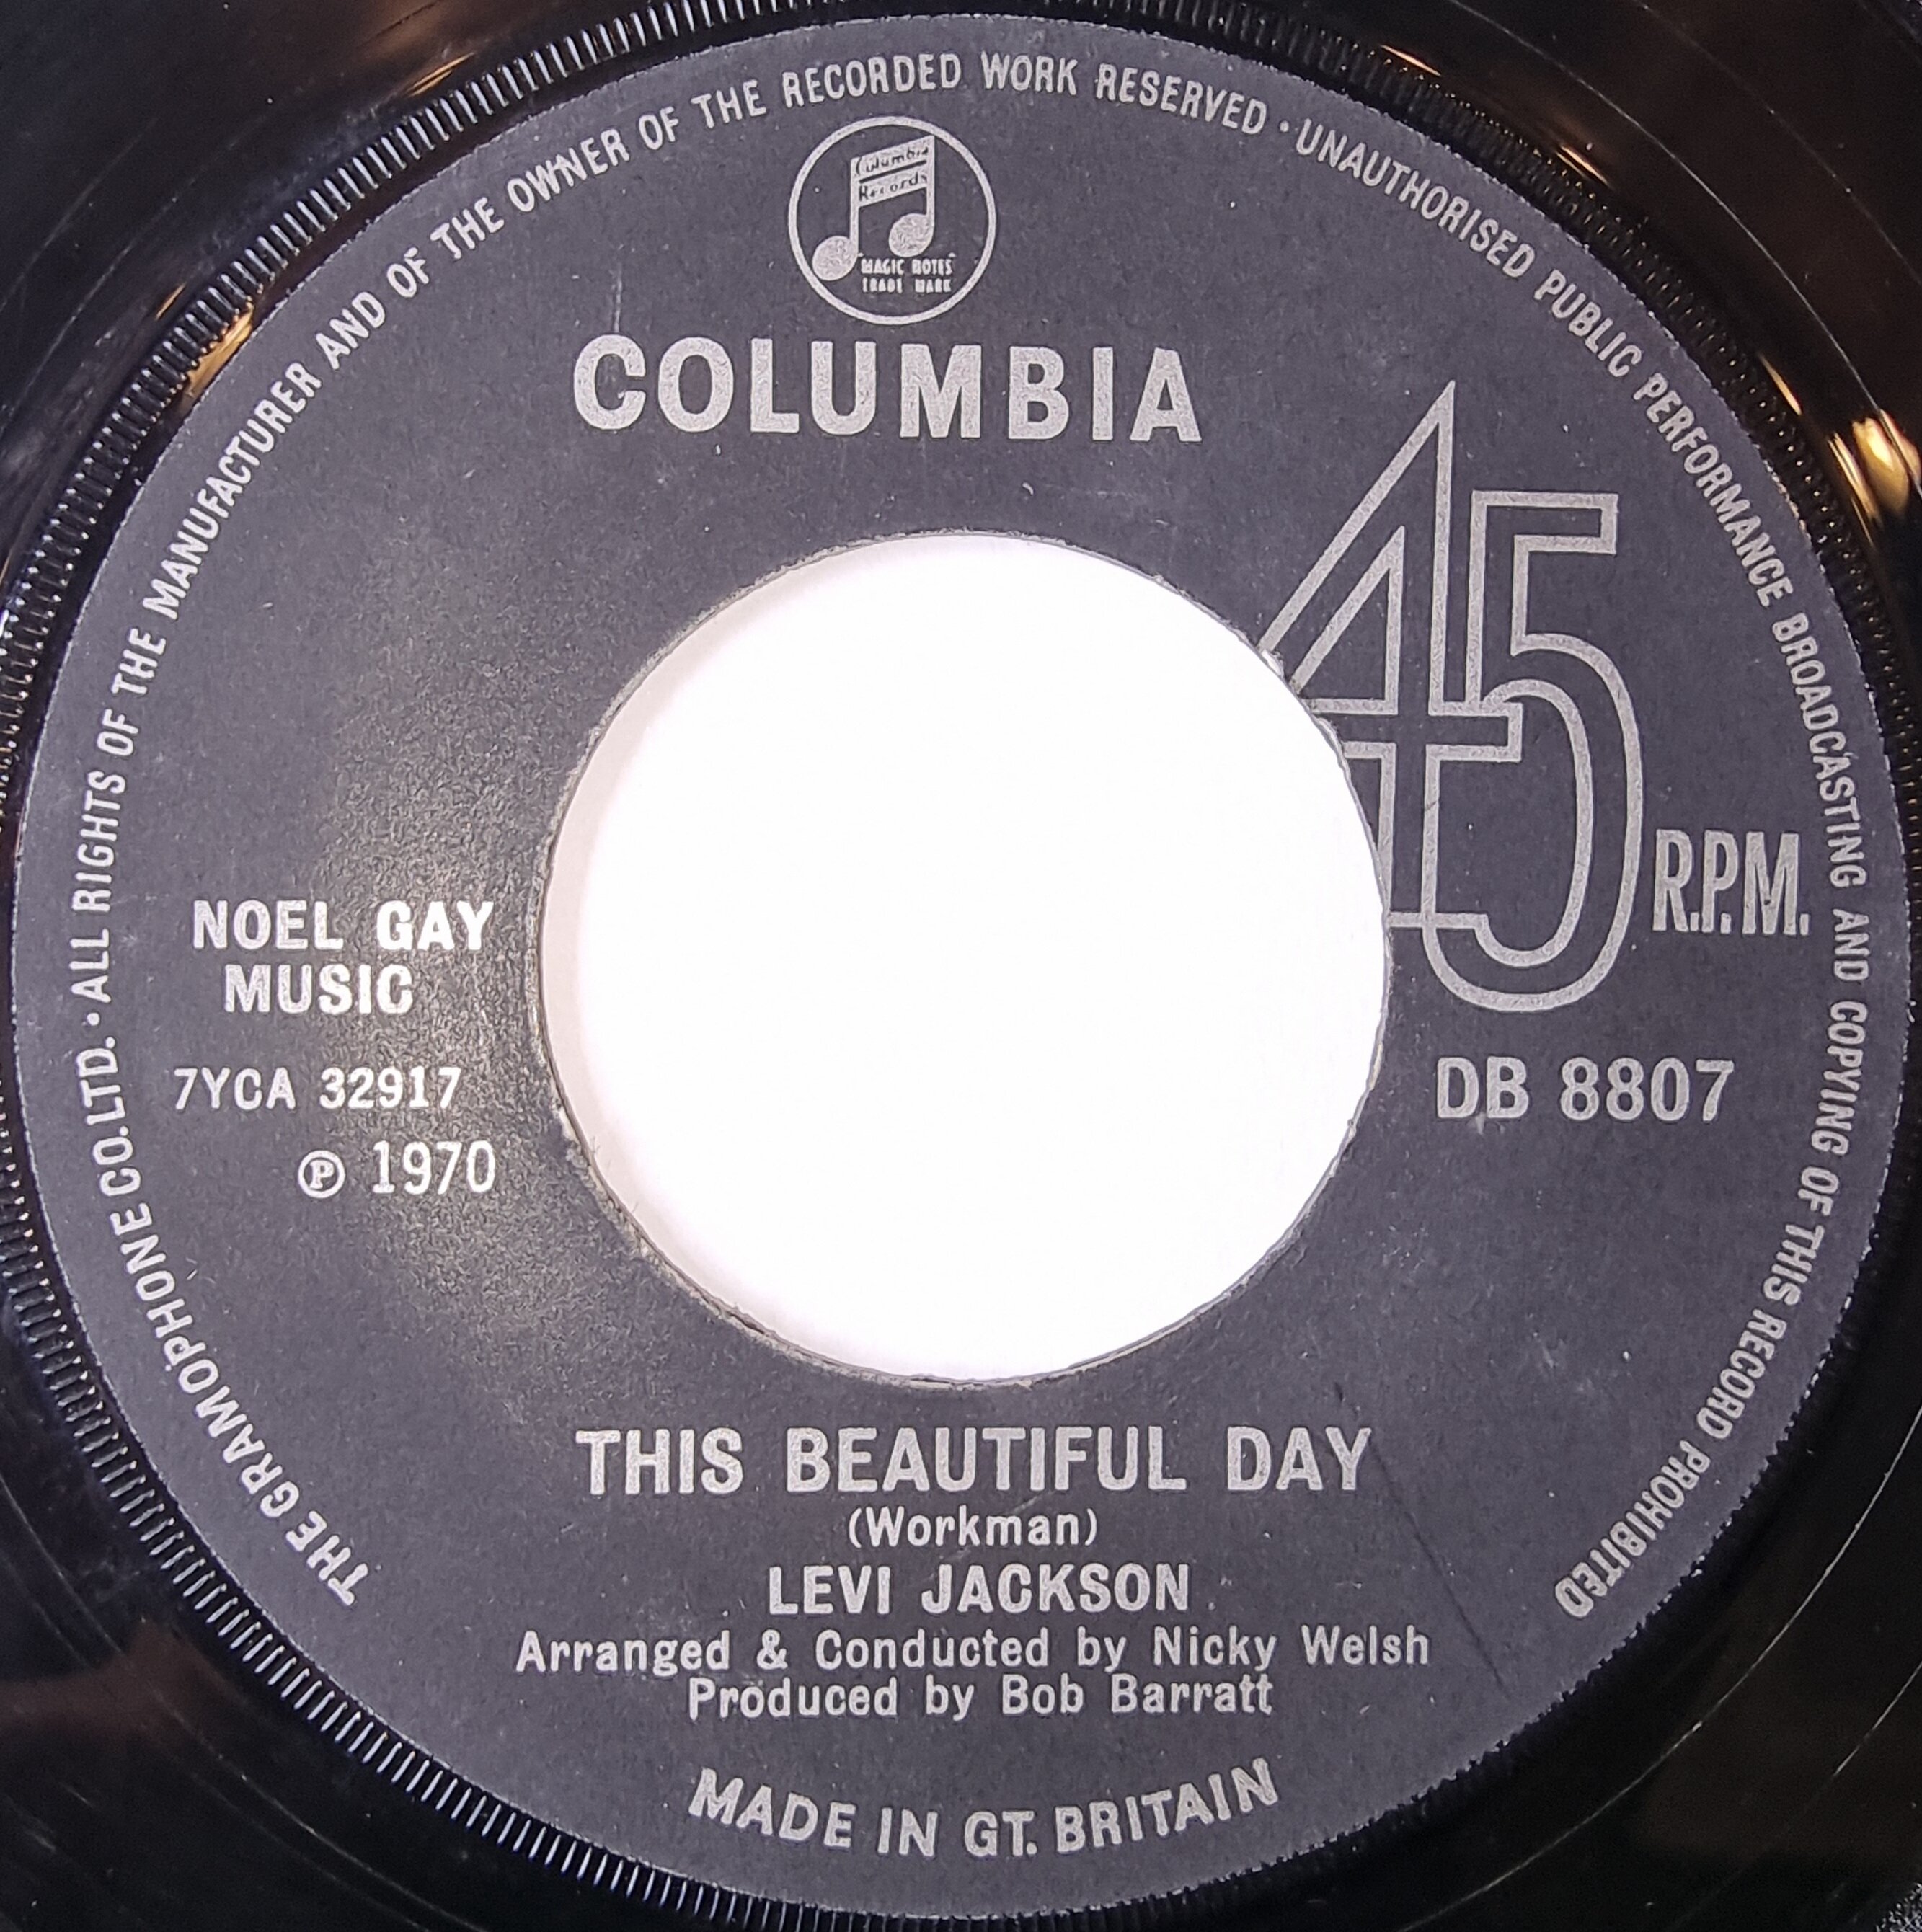 THE GRAMOPHONE CO. LTD. • ALL RIGHTS OF THE MANUFACTURER AND OF THE OWNER OF THE RECORDED WORK RESERVED • UNAUTHORISED PUBLIC PERFORMANCE BROADCASTING AND COPYING OF THIS RECORD PROHIBITED
Columbia
Records
"MAGIC NOTES"
TRADE MARK
COLUMBIA
45 R.P.M.
NOEL GAY
MUSIC
7YCA 32917
℗ 1970
DB 8807
THIS BEAUTIFUL DAY
(Workman)
LEVI JACKSON
Arranged & Conducted by Nicky Welsh
Produced by Bob Barratt
MADE IN GT. BRITAIN